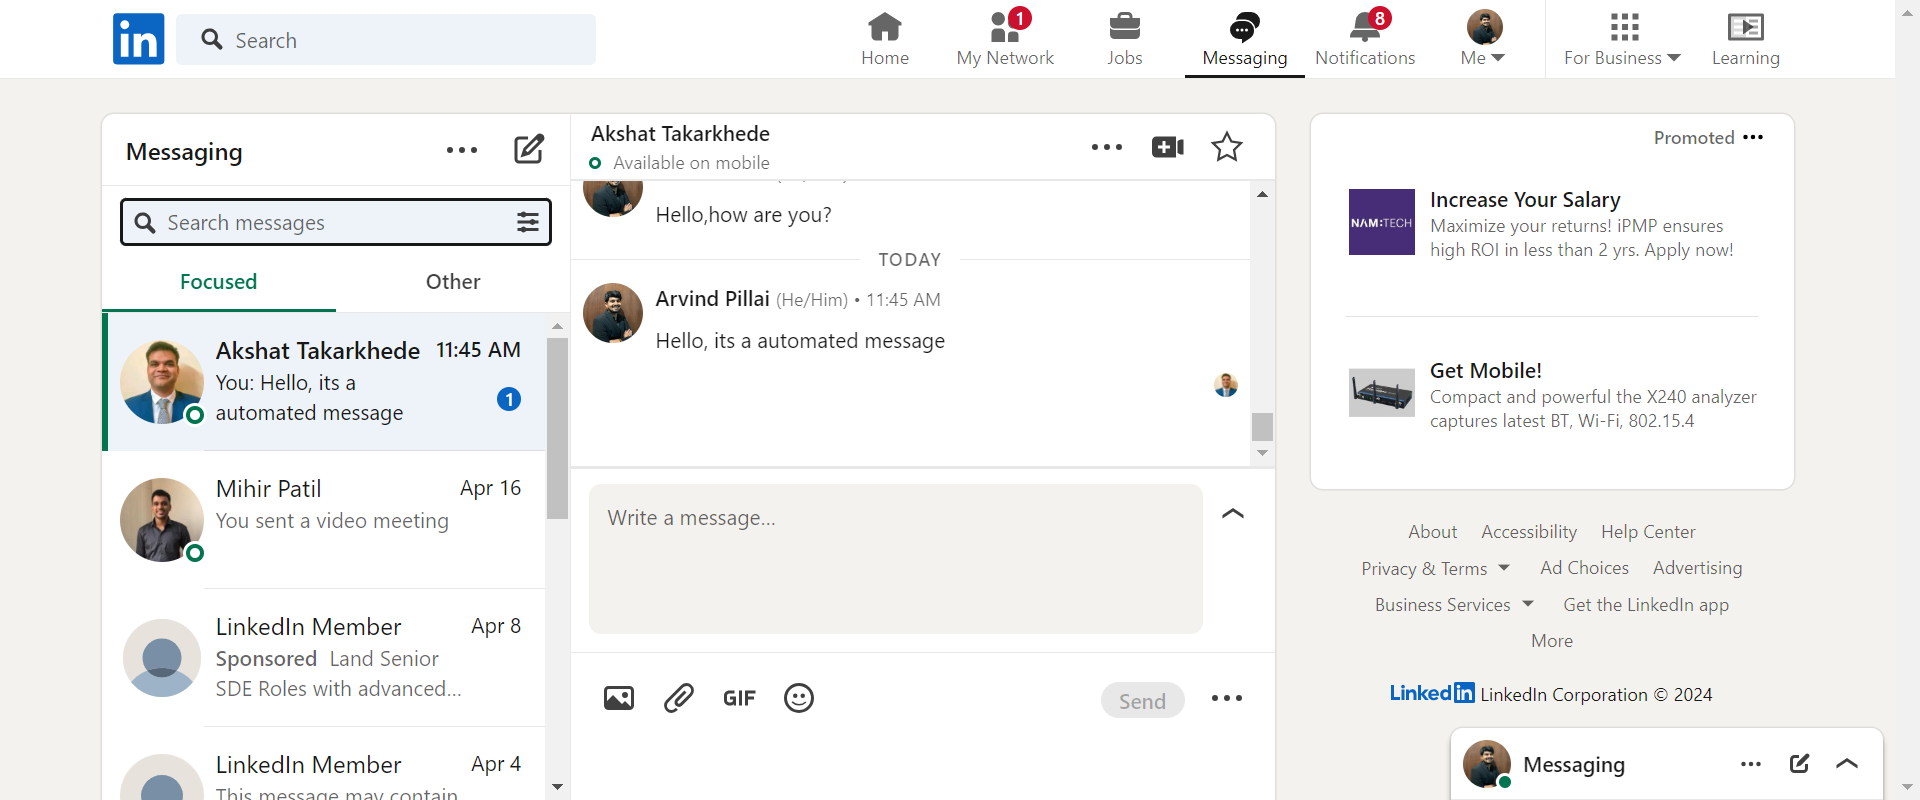 in
Search
Home
1
My Network
Jobs
Messaging
8
Notifications
Me
For Business
Learning
Messaging
Search messages
Focused
Other
Akshat Takarkhede 11:45 AM
You: Hello, its a
automated message
1
Mihir Patil Apr 16
You sent a video meeting
LinkedIn Member Apr 8
Sponsored Land Senior
SDE Roles with advanced...
LinkedIn Member Apr 4
This message may contain
Akshat Takarkhede
Available on mobile
Hello,how are you?
TODAY
Arvind Pillai (He/Him) • 11:45 AM
Hello, its a automated message
Write a message...
GIF
Send
Promoted
NAM:TECH
Increase Your Salary
Maximize your returns! iPMP ensures
high ROI in less than 2 yrs. Apply now!
Get Mobile!
Compact and powerful the X240 analyzer
captures latest BT, Wi-Fi, 802.15.4
About Accessibility Help Center
Privacy & Terms Ad Choices Advertising
Business Services Get the LinkedIn app
More
LinkedIn LinkedIn Corporation © 2024
Messaging